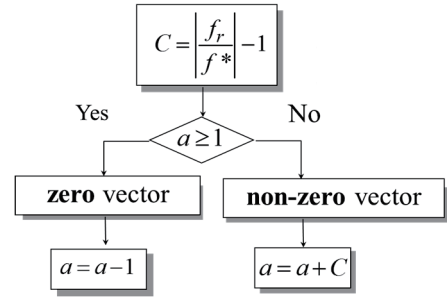 C = |f_r / f*| − 1
Yes
No
a ≥ 1
zero vector
non-zero vector
a = a − 1
a = a + C